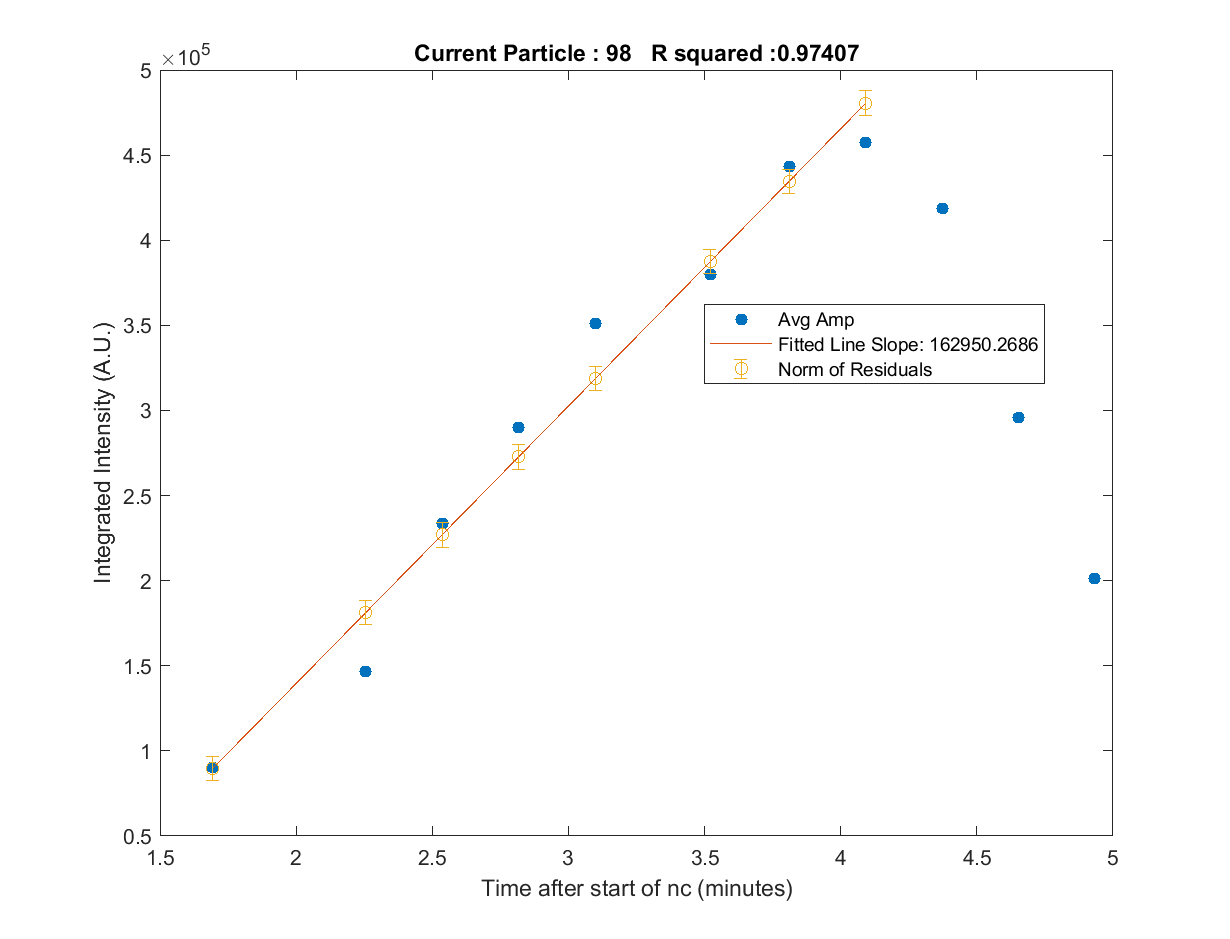 Current Particle : 98   R squared :0.97407
×10^5
5
4.5
4
3.5
3
2.5
2
1.5
1
0.5
Integrated Intensity (A.U.)
Avg Amp
Fitted Line Slope: 162950.2686
Norm of Residuals
1.5 2 2.5 3 3.5 4 4.5 5
Time after start of nc (minutes)